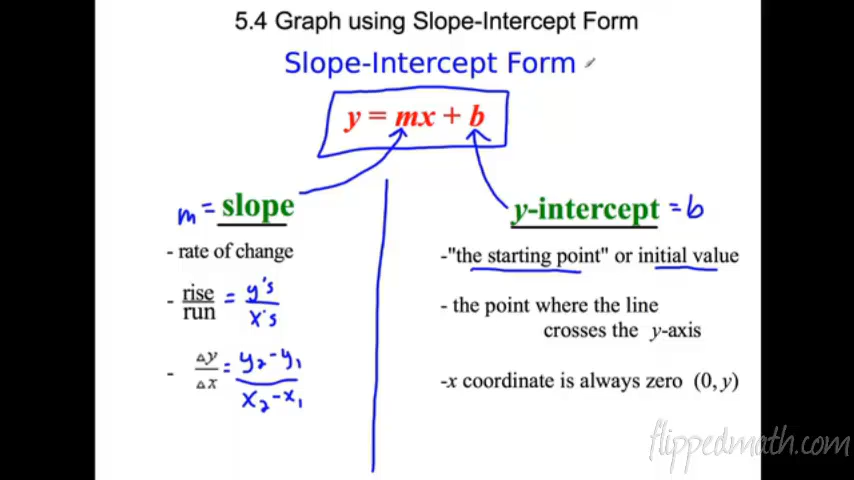 5.4 Graph using Slope-Intercept Form
Slope-Intercept Form
y = mx + b
m = slope
- rate of change
- rise/run = y's/x's
- Δy/Δx = y₂-y₁/x₂-x₁
y-intercept = b
-"the starting point" or initial value
- the point where the line
crosses the y-axis
-x coordinate is always zero (0, y)
flippedmath.com